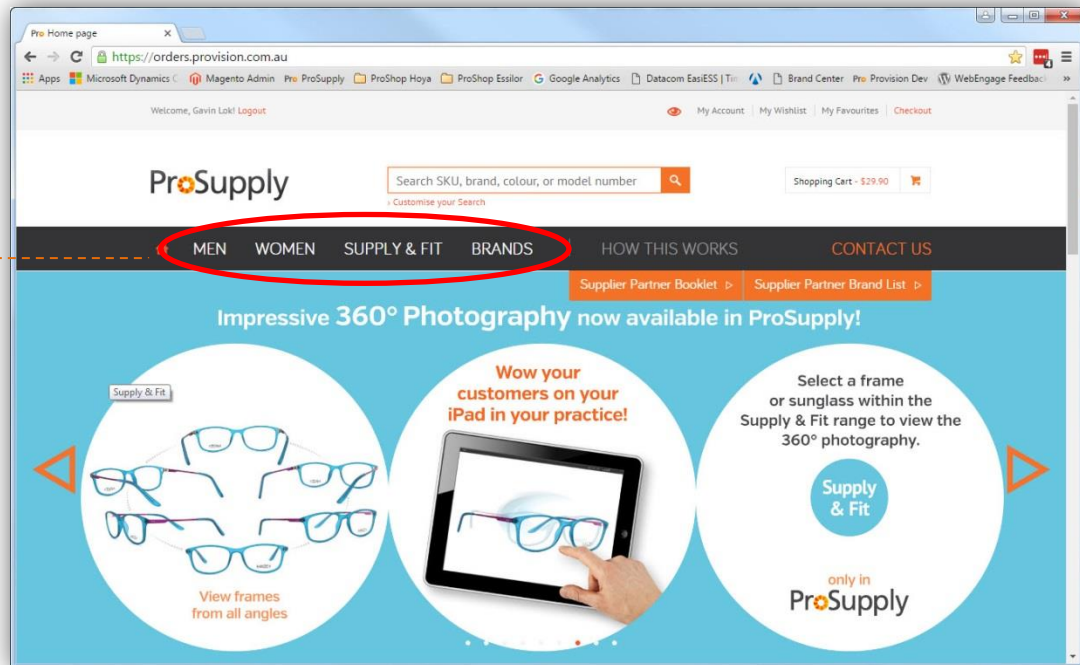 Pro Home page
https://orders.provision.com.au
Apps Microsoft Dynamics C Magento Admin Pro ProSupply ProShop Hoya ProShop Essilor Google Analytics Datacom EasiESS | Tim Brand Center Pro Provision Dev WebEngage Feedback »
Welcome, Gavin Lok! Logout
My Account My Wishlist My Favourites Checkout
ProSupply
Search SKU, brand, colour, or model number
› Customise your Search
Shopping Cart - $29.90
MEN WOMEN SUPPLY & FIT BRANDS HOW THIS WORKS CONTACT US
Supplier Partner Booklet Supplier Partner Brand List
Impressive 360° Photography now available in ProSupply!
Supply & Fit
View frames
from all angles
Wow your
customers on your
iPad in your practice!
Select a frame
or sunglass within the
Supply & Fit range to view the
360° photography.
Supply
& Fit
only in
ProSupply